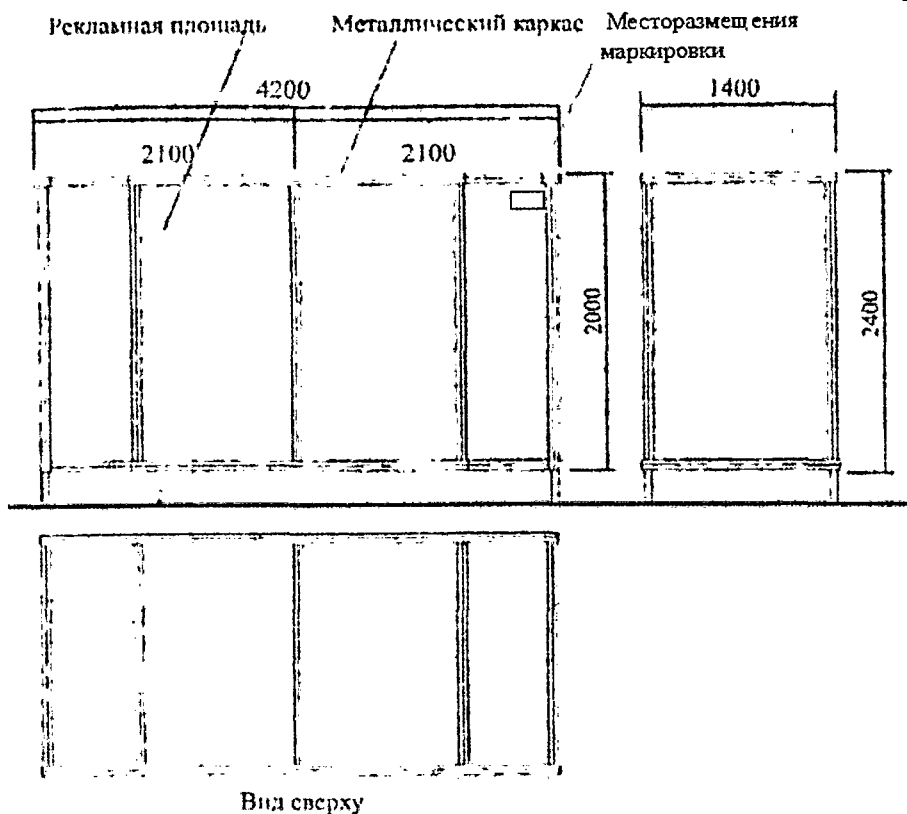 Рекламная площадь
Металлический каркас
Месторазмещения
маркировки
4200
1400
2100
2100
2000
2400
Вид сверху